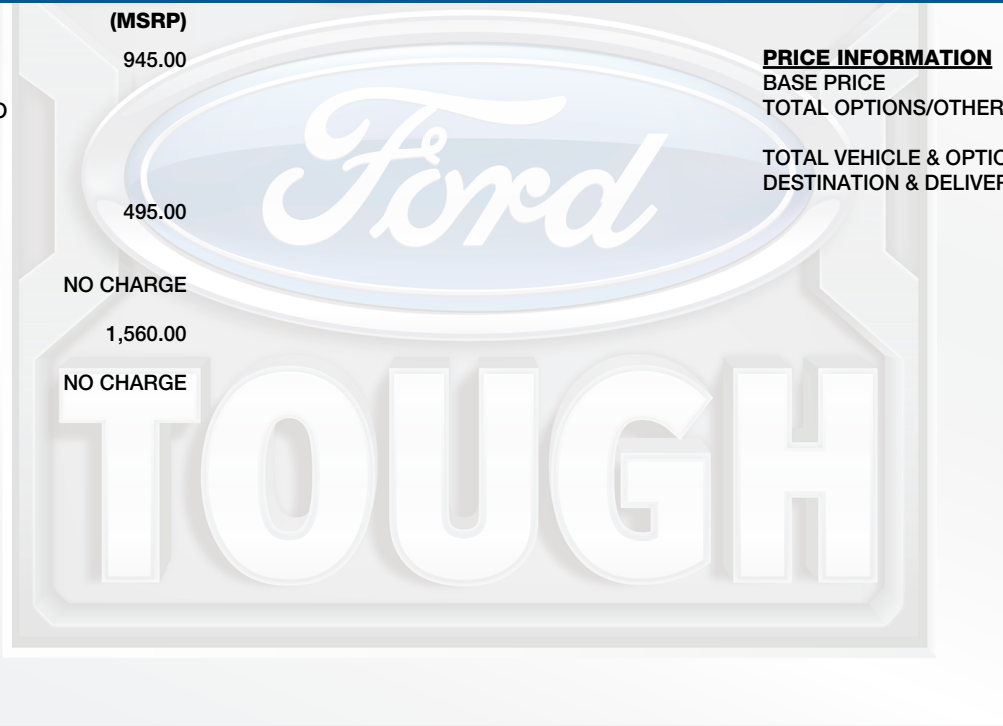 (MSRP)
945.00
495.00
NO CHARGE
1,560.00
NO CHARGE
PRICE INFORMATION
BASE PRICE
TOTAL OPTIONS/OTHER
TOTAL VEHICLE & OPTIO
DESTINATION & DELIVER
Ford
TOUGH